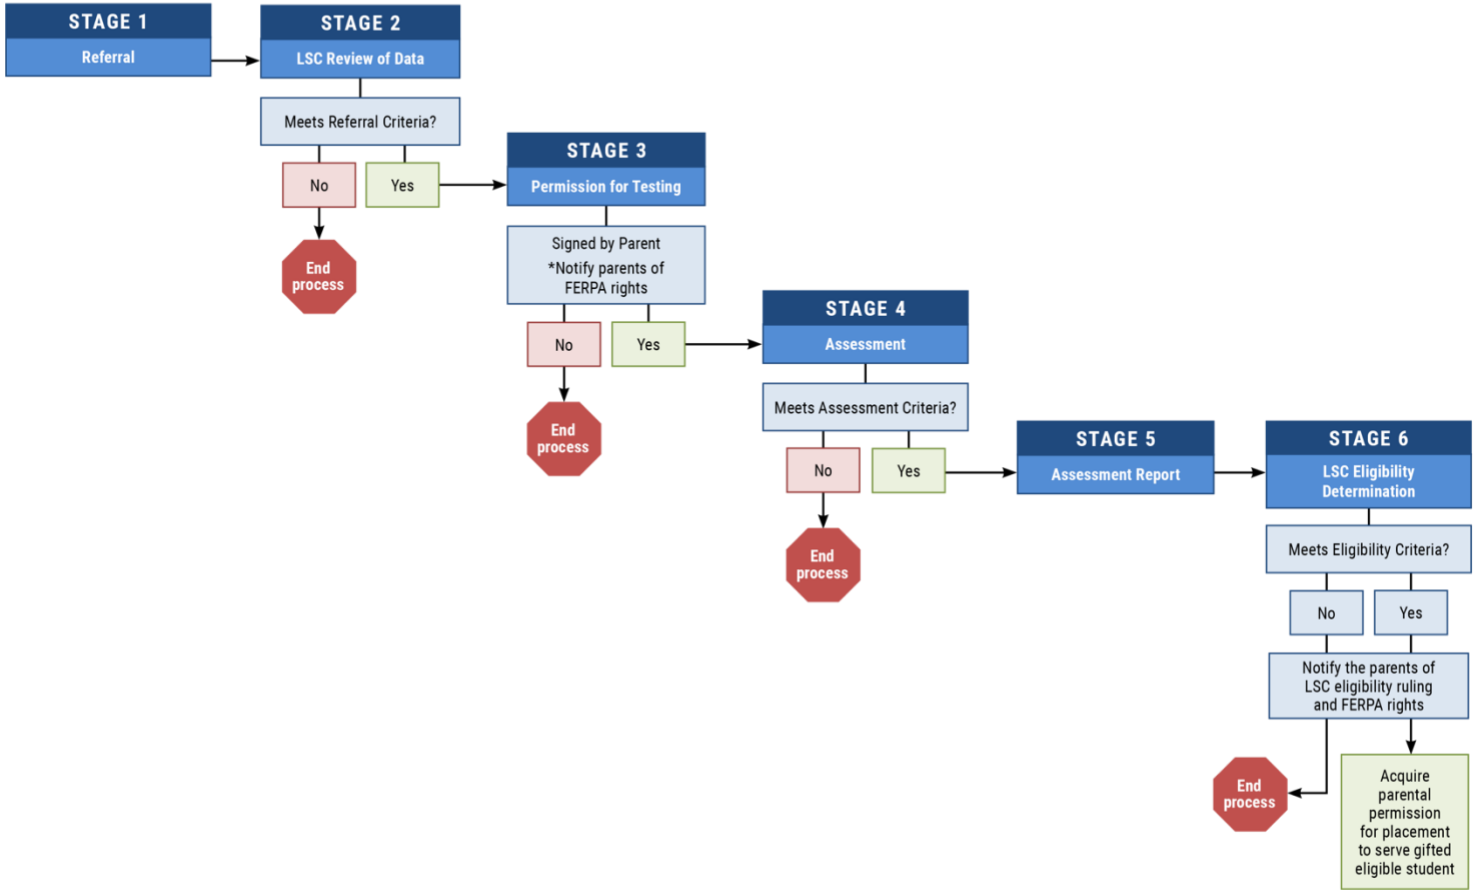 STAGE 1
Referral
STAGE 2
LSC Review of Data
Meets Referral Criteria?
No
Yes
End
process
STAGE 3
Permission for Testing
Signed by Parent
*Notify parents of
FERPA rights
No
Yes
End
process
STAGE 4
Assessment
Meets Assessment Criteria?
No
Yes
End
process
STAGE 5
Assessment Report
STAGE 6
LSC Eligibility
Determination
Meets Eligibility Criteria?
No
Yes
Notify the parents of
LSC eligibility ruling
and FERPA rights
End
process
Acquire
parental
permission
for placement
to serve gifted
eligible student